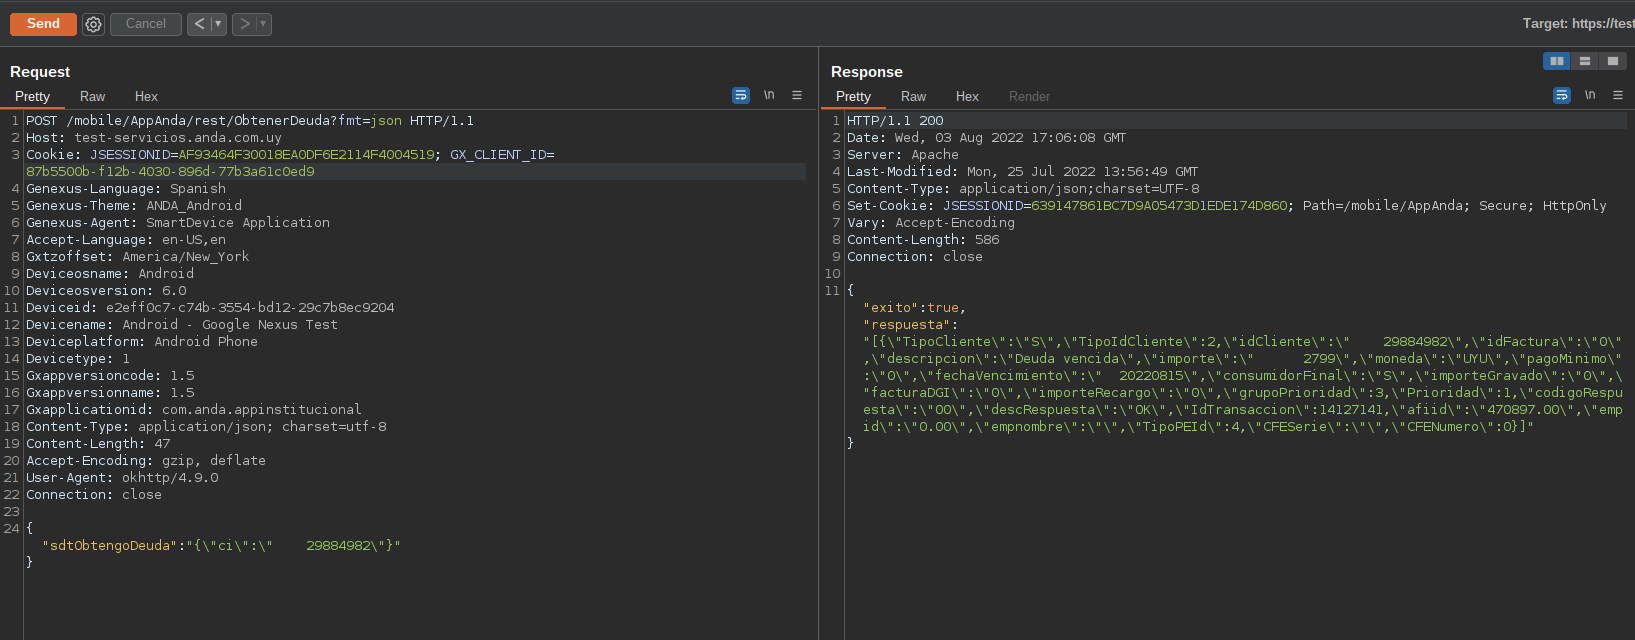 Send Cancel < ▼ > ▼ Target: https://test
Request
Pretty Raw Hex \n
1 POST /mobile/AppAnda/rest/ObtenerDeuda?fmt=json HTTP/1.1
2 Host: test-servicios.anda.com.uy
3 Cookie: JSESSIONID=AF93464F30018EA0DF6E2114F4004519; GX_CLIENT_ID=
87b5500b-f12b-4030-896d-77b3a61c0ed9
4 Genexus-Language: Spanish
5 Genexus-Theme: ANDA_Android
6 Genexus-Agent: SmartDevice Application
7 Accept-Language: en-US,en
8 Gxtzoffset: America/New_York
9 Deviceosname: Android
10 Deviceosversion: 6.0
11 Deviceid: e2eff0c7-c74b-3554-bd12-29c7b8ec9204
12 Devicename: Android - Google Nexus Test
13 Deviceplatform: Android Phone
14 Devicetype: 1
15 Gxappversioncode: 1.5
16 Gxappversionname: 1.5
17 Gxapplicationid: com.anda.appinstitucional
18 Content-Type: application/json; charset=utf-8
19 Content-Length: 47
20 Accept-Encoding: gzip, deflate
21 User-Agent: okhttp/4.9.0
22 Connection: close
23
24 {
"sdtObtengoDeuda":"{\"ci\":\"    29884982\"}"
}
Response
Pretty Raw Hex Render \n
1 HTTP/1.1 200
2 Date: Wed, 03 Aug 2022 17:06:08 GMT
3 Server: Apache
4 Last-Modified: Mon, 25 Jul 2022 13:56:49 GMT
5 Content-Type: application/json;charset=UTF-8
6 Set-Cookie: JSESSIONID=639147861BC7D9A05473D1EDE174D860; Path=/mobile/AppAnda; Secure; HttpOnly
7 Vary: Accept-Encoding
8 Content-Length: 586
9 Connection: close
10
11 {
"exito":true,
"respuesta":
"[{\"TipoCliente\":\"S\",\"TipoIdCliente\":2,\"idCliente\":\"    29884982\",\"idFactura\":\"0\"
,\"descripcion\":\"Deuda vencida\",\"importe\":\"      2799\",\"moneda\":\"UYU\",\"pagoMinimo\"
:\"0\",\"fechaVencimiento\":\"  20220815\",\"consumidorFinal\":\"S\",\"importeGravado\":\"0\",\
"facturaDGI\":\"0\",\"importeRecargo\":\"0\",\"grupoPrioridad\":3,\"Prioridad\":1,\"codigoRespu
esta\":\"00\",\"descRespuesta\":\"OK\",\"IdTransaccion\":14127141,\"afiid\":\"470897.00\",\"emp
id\":\"0.00\",\"empnombre\":\"\",\"TipoPEId\":4,\"CFESerie\":\"\",\"CFENumero\":0}]"
}